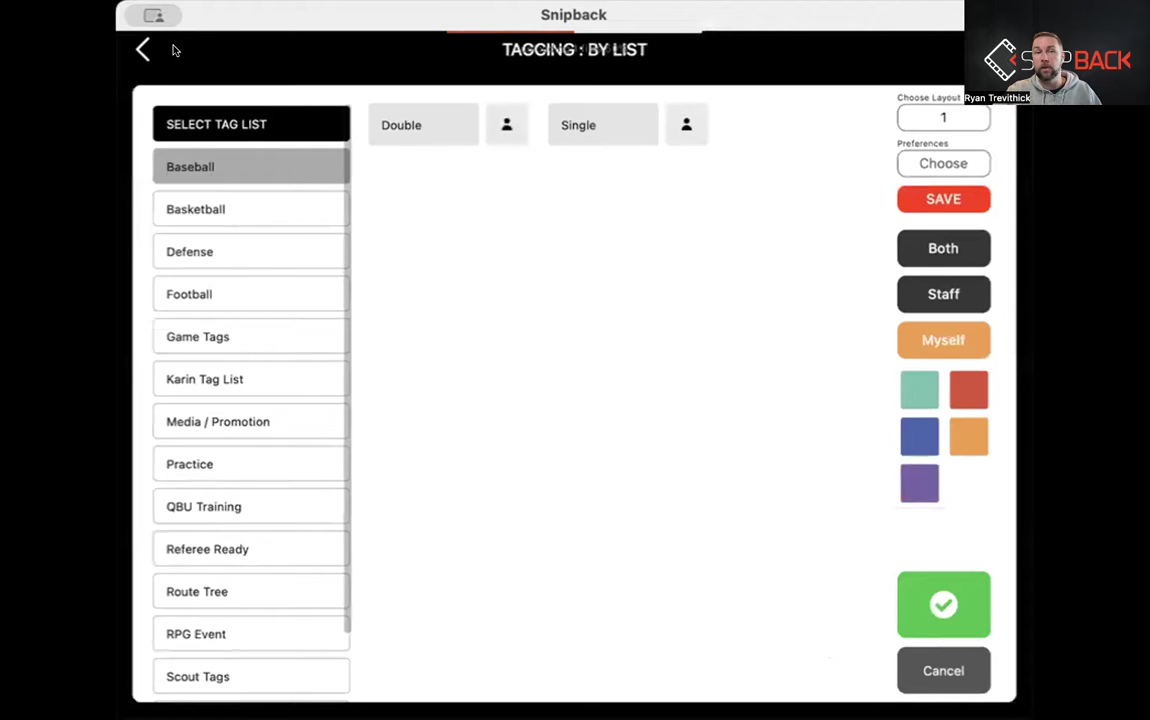 Snipback
TAGGING : BY LIST
SNIPBACK
Ryan Trevithick
SELECT TAG LIST
Baseball
Basketball
Defense
Football
Game Tags
Karin Tag List
Media / Promotion
Practice
QBU Training
Referee Ready
Route Tree
RPG Event
Scout Tags
Double
Single
Choose Layout
1
Preferences
Choose
SAVE
Both
Staff
Myself
Cancel